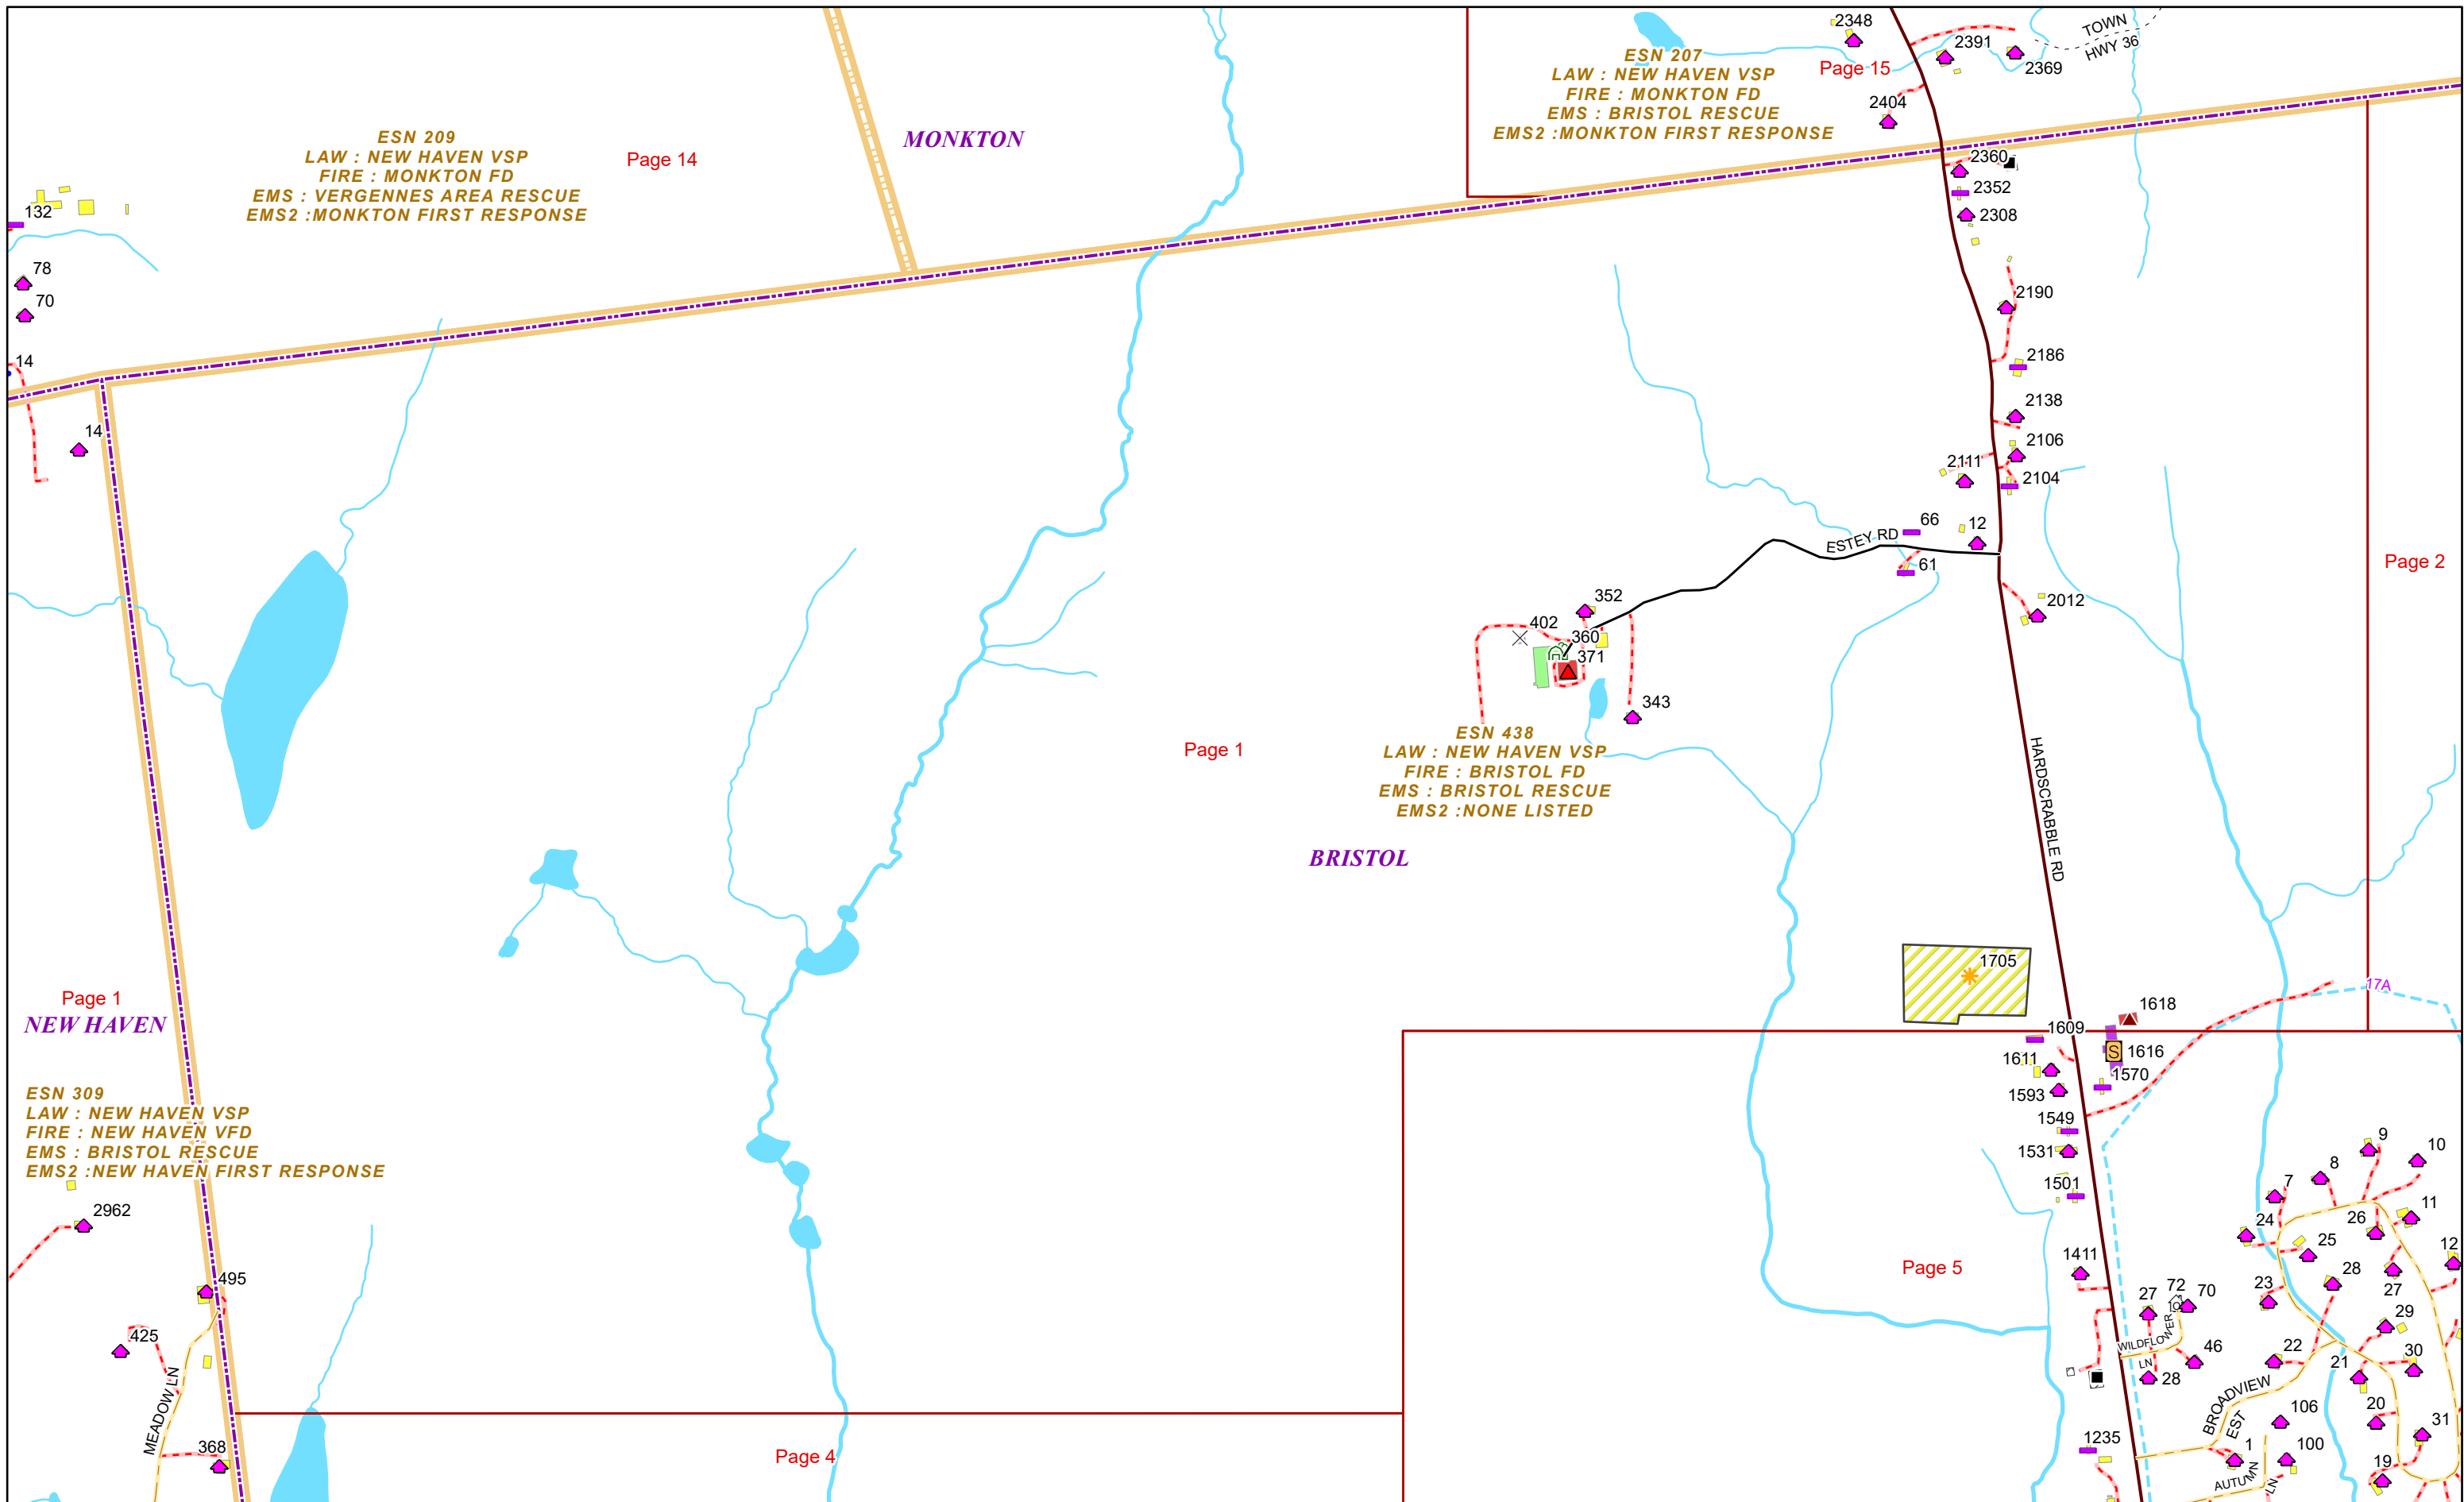 2348
ESN 207
LAW : NEW HAVEN VSP
FIRE : MONKTON FD
EMS : BRISTOL RESCUE
EMS2 :MONKTON FIRST RESPONSE
Page 15
2391
2369
TOWN
HWY 36
2404
ESN 209
LAW : NEW HAVEN VSP
FIRE : MONKTON FD
EMS : VERGENNES AREA RESCUE
EMS2 :MONKTON FIRST RESPONSE
Page 14
MONKTON
2360
2352
2308
132
78
70
14
14
2190
2186
2138
2106
2111
2104
66
12
ESTEY RD
61
Page 2
2012
352
402
360
371
343
ESN 438
LAW : NEW HAVEN VSP
FIRE : BRISTOL FD
EMS : BRISTOL RESCUE
EMS2 :NONE LISTED
Page 1
BRISTOL
HARDSCRABBLE RD
1705
17A
Page 1
NEW HAVEN
1618
1609
1616
S
1611
1570
1593
1549
1531
1501
ESN 309
LAW : NEW HAVEN VSP
FIRE : NEW HAVEN VFD
EMS : BRISTOL RESCUE
EMS2 :NEW HAVEN FIRST RESPONSE
2962
495
425
MEADOW LN
368
9
10
8
7
11
24
26
25
12
1411
Page 5
28
27
23
27
72
70
29
WILDFLOWER
LN
46
22
30
21
28
BROADVIEW
EST
106
20
31
1235
1
100
19
AUTUMN
LN
Page 4